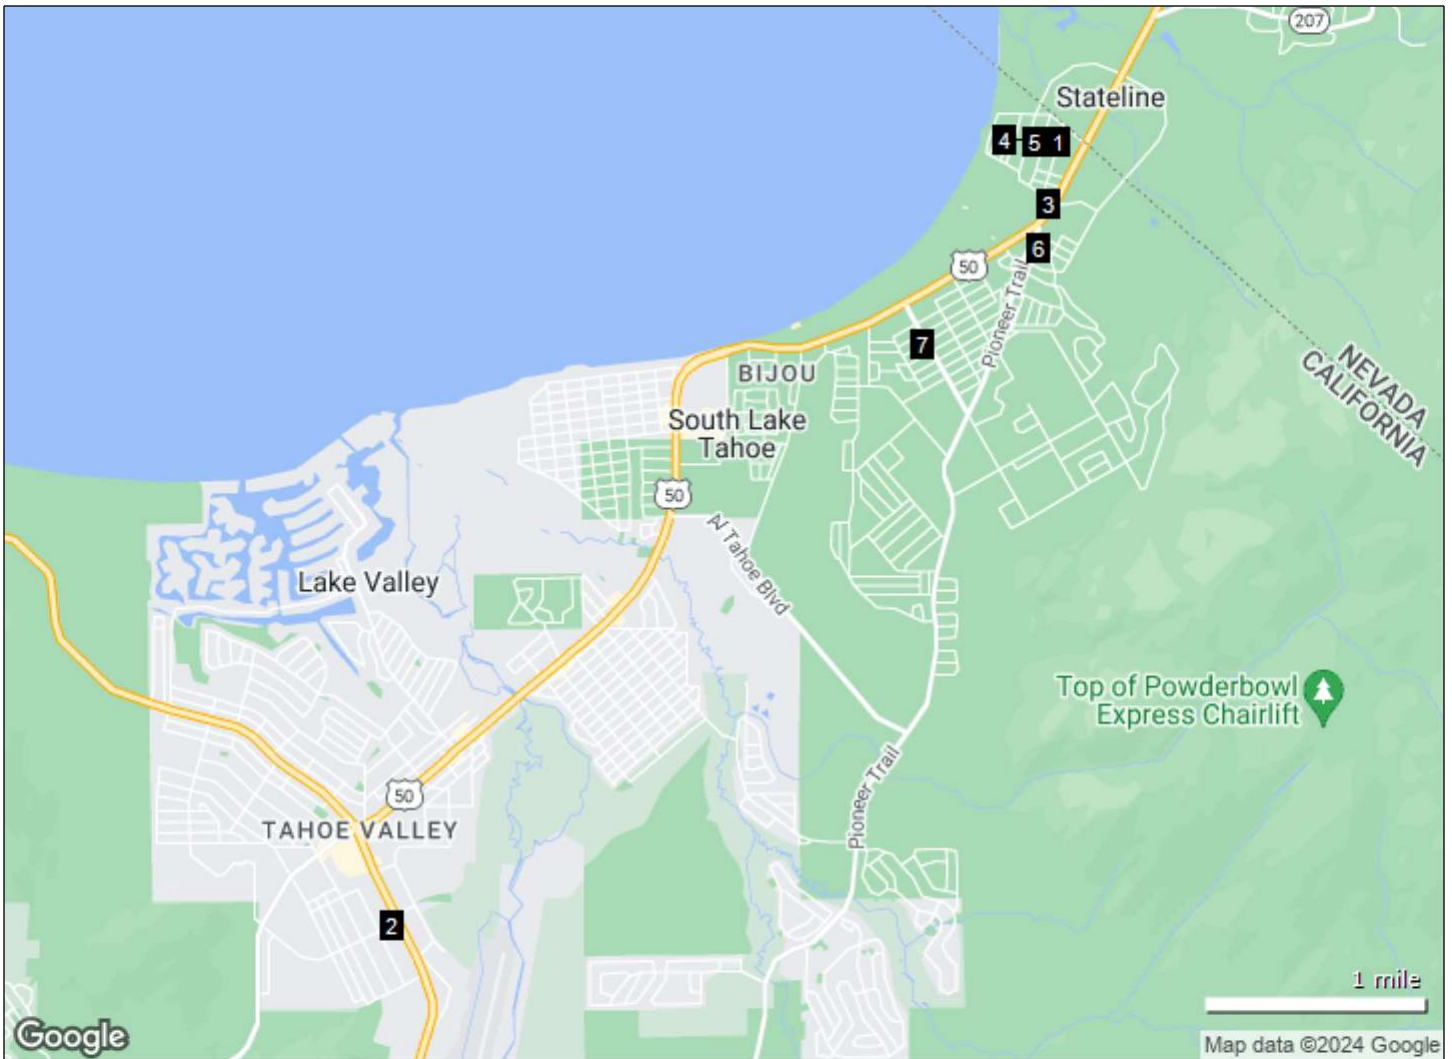 207
Stateline
4
5 1
3
6
50
Pioneer Trail
7
NEVADA
CALIFORNIA
BIJOU
South Lake
Tahoe
50
Al Tahoe Blvd
Lake Valley
Top of Powderbowl
Express Chairlift
Pioneer Trail
50
TAHOE VALLEY
2
1 mile
Google
Map data ©2024 Google